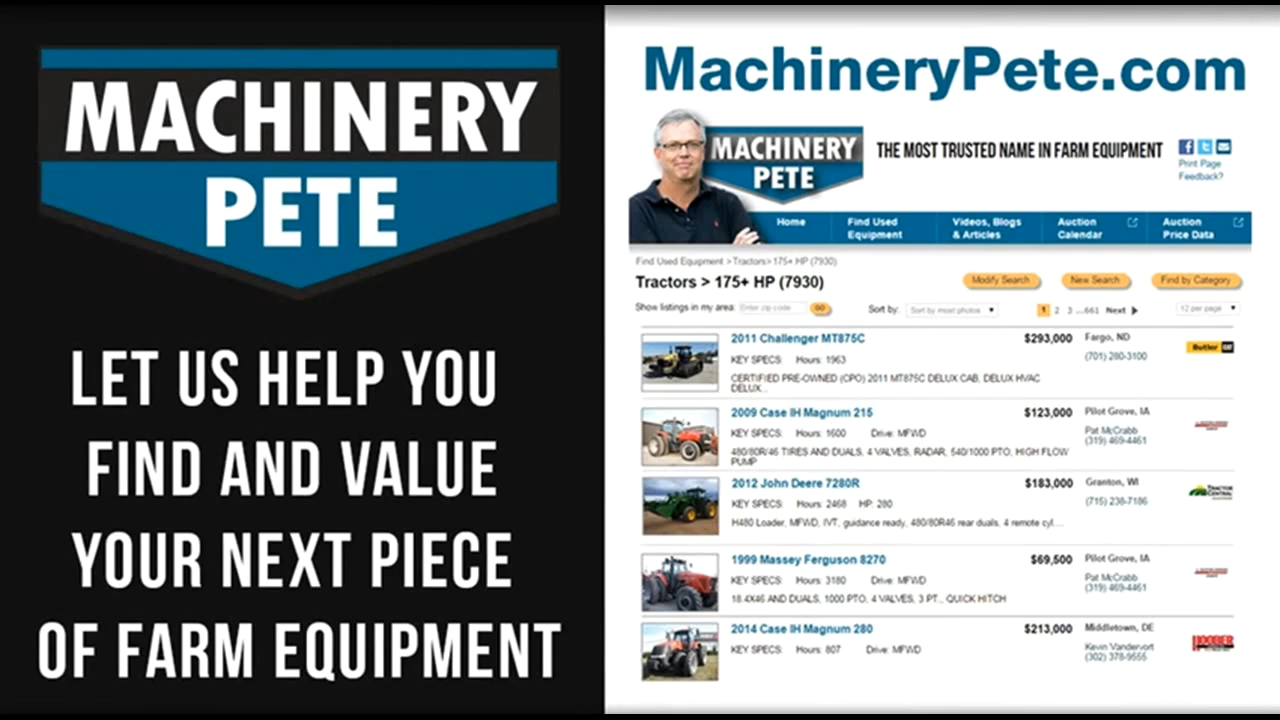 MACHINERY
PETE
LET US HELP YOU
FIND AND VALUE
YOUR NEXT PIECE
OF FARM EQUIPMENT
MachineryPete.com
MACHINERY
PETE
THE MOST TRUSTED NAME IN FARM EQUIPMENT
Print Page
Feedback?
Home
Find Used
Equipment
Videos, Blogs
& Articles
Auction
Calendar
Auction
Price Data
Find Used Equipment > Tractors> 175+ HP (7930)
Tractors > 175+ HP (7930)
Modify Search
New Search
Find by Category
Show listings in my area: Enter zip code GO
Sort by: Sort by most photos
1 2 3 ...661 Next
12 per page
2011 Challenger MT875C
$293,000
Fargo, ND
KEY SPECS: Hours: 1963
(701) 280-3100
Butler CAT
CERTIFIED PRE-OWNED (CPO) 2011 MT875C DELUX CAB, DELUX HVAC
DELUX...
2009 Case IH Magnum 215
$123,000
Pilot Grove, IA
KEY SPECS: Hours: 1600 Drive: MFWD
Pat McCrabb
(319) 469-4461
480/80R/46 TIRES AND DUALS, 4 VALVES, RADAR, 540/1000 PTO, HIGH FLOW
PUMP
2012 John Deere 7280R
$183,000
Granton, WI
KEY SPECS: Hours: 2468 HP: 280
(715) 238-7186
TRACTOR
CENTRAL
H480 Loader, MFWD, IVT, guidance ready, 480/80R46 rear duals, 4 remote cyl....
1999 Massey Ferguson 8270
$69,500
Pilot Grove, IA
KEY SPECS: Hours: 3180 Drive: MFWD
Pat McCrabb
(319) 469-4461
18.4X46 AND DUALS, 1000 PTO, 4 VALVES, 3 PT., QUICK HITCH
2014 Case IH Magnum 280
$213,000
Middletown, DE
KEY SPECS: Hours: 807 Drive: MFWD
Kevin Vandervort
(302) 378-9555
HOOBER